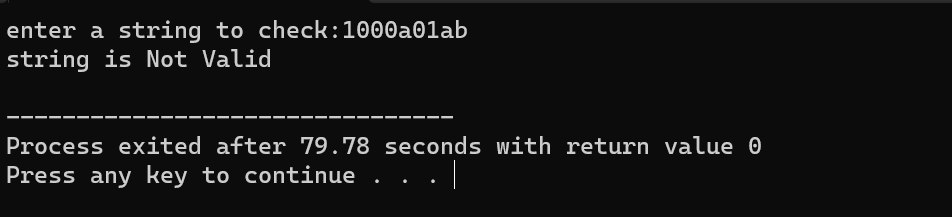 enter a string to check:1000a01ab
string is Not Valid
--------------------------------
Process exited after 79.78 seconds with return value 0
Press any key to continue . . .